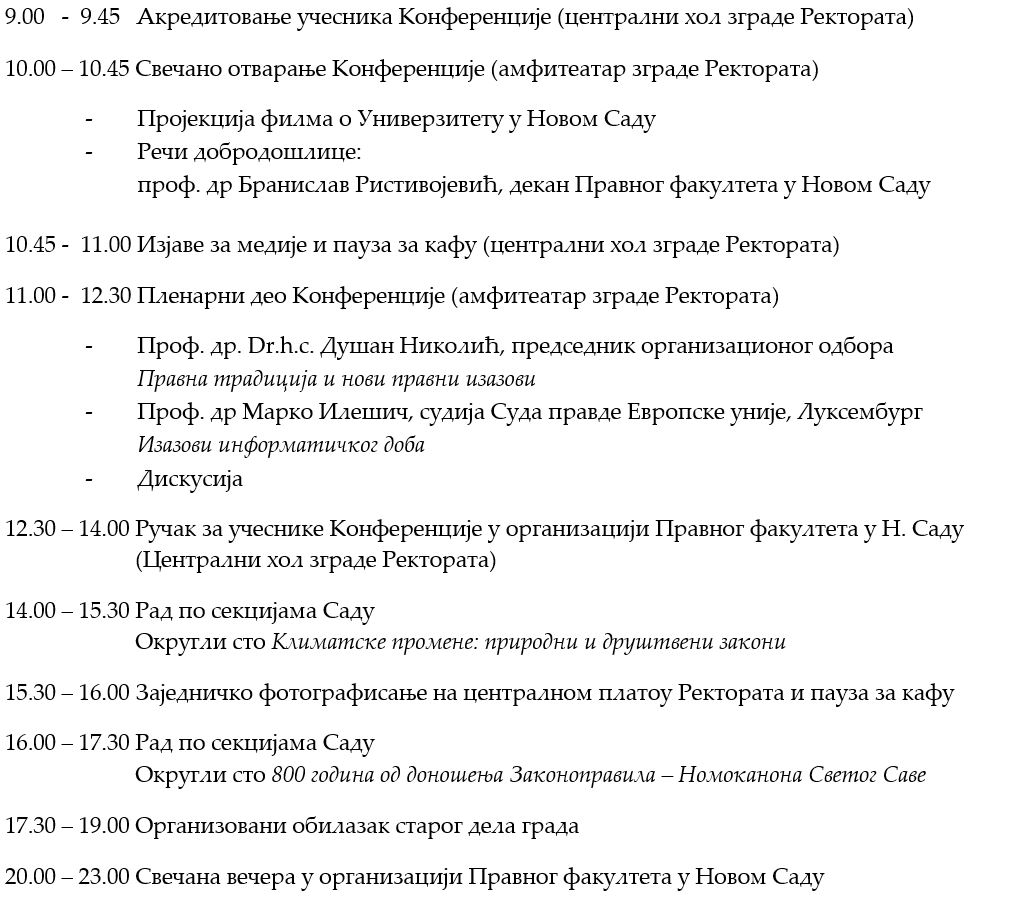 9.00 - 9.45 Акредитовање учесника Конференције (централни хол зграде Ректората)
10.00 – 10.45 Свечано отварање Конференције (амфитеатар зграде Ректората)
- Пројекција филма о Универзитету у Новом Саду
- Речи добродошлице:
проф. др Бранислав Ристивојевић, декан Правног факултета у Новом Саду
10.45 - 11.00 Изјаве за медије и пауза за кафу (централни хол зграде Ректората)
11.00 - 12.30 Пленарни део Конференције (амфитеатар зграде Ректората)
- Проф. др. Dr.h.c. Душан Николић, председник организационог одбора
Правна традиција и нови правни изазови
- Проф. др Марко Илешич, судија Суда правде Европске уније, Луксембург
Изазови информатичког доба
- Дискусија
12.30 – 14.00 Ручак за учеснике Конференције у организацији Правног факултета у Н. Саду
(Централни хол зграде Ректората)
14.00 – 15.30 Рад по секцијама Саду
Округли сто Климатске промене: природни и друштвени закони
15.30 – 16.00 Заједничко фотографисање на централном платоу Ректората и пауза за кафу
16.00 – 17.30 Рад по секцијама Саду
Округли сто 800 година од доношења Законоправила – Номоканона Светог Саве
17.30 – 19.00 Организовани обилазак старог дела града
20.00 – 23.00 Свечана вечера у организацији Правног факултета у Новом Саду